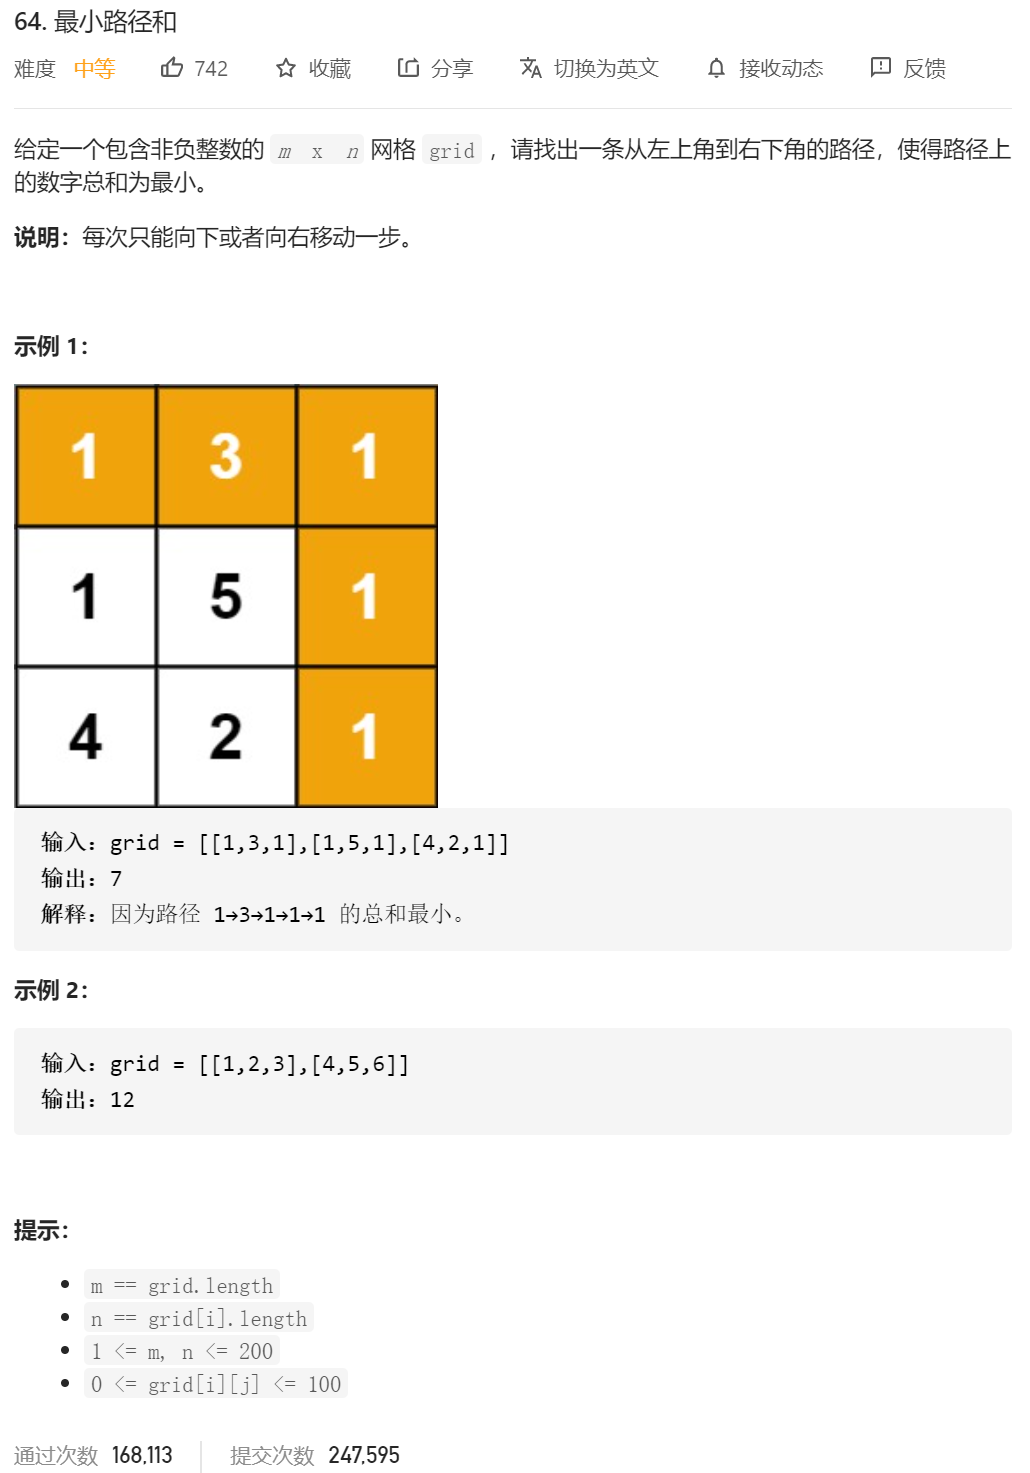 64. 最小路径和
难度 中等 742 收藏 分享 切换为英文 接收动态 反馈
给定一个包含非负整数的 m x n 网格 grid ，请找出一条从左上角到右下角的路径，使得路径上
的数字总和为最小。
说明：每次只能向下或者向右移动一步。
示例 1：
1 3 1
1 5 1
4 2 1
输入：grid = [[1,3,1],[1,5,1],[4,2,1]]
输出：7
解释：因为路径 1→3→1→1→1 的总和最小。
示例 2：
输入：grid = [[1,2,3],[4,5,6]]
输出：12
提示：
• m == grid.length
• n == grid[i].length
• 1 <= m, n <= 200
• 0 <= grid[i][j] <= 100
通过次数 168,113 提交次数 247,595